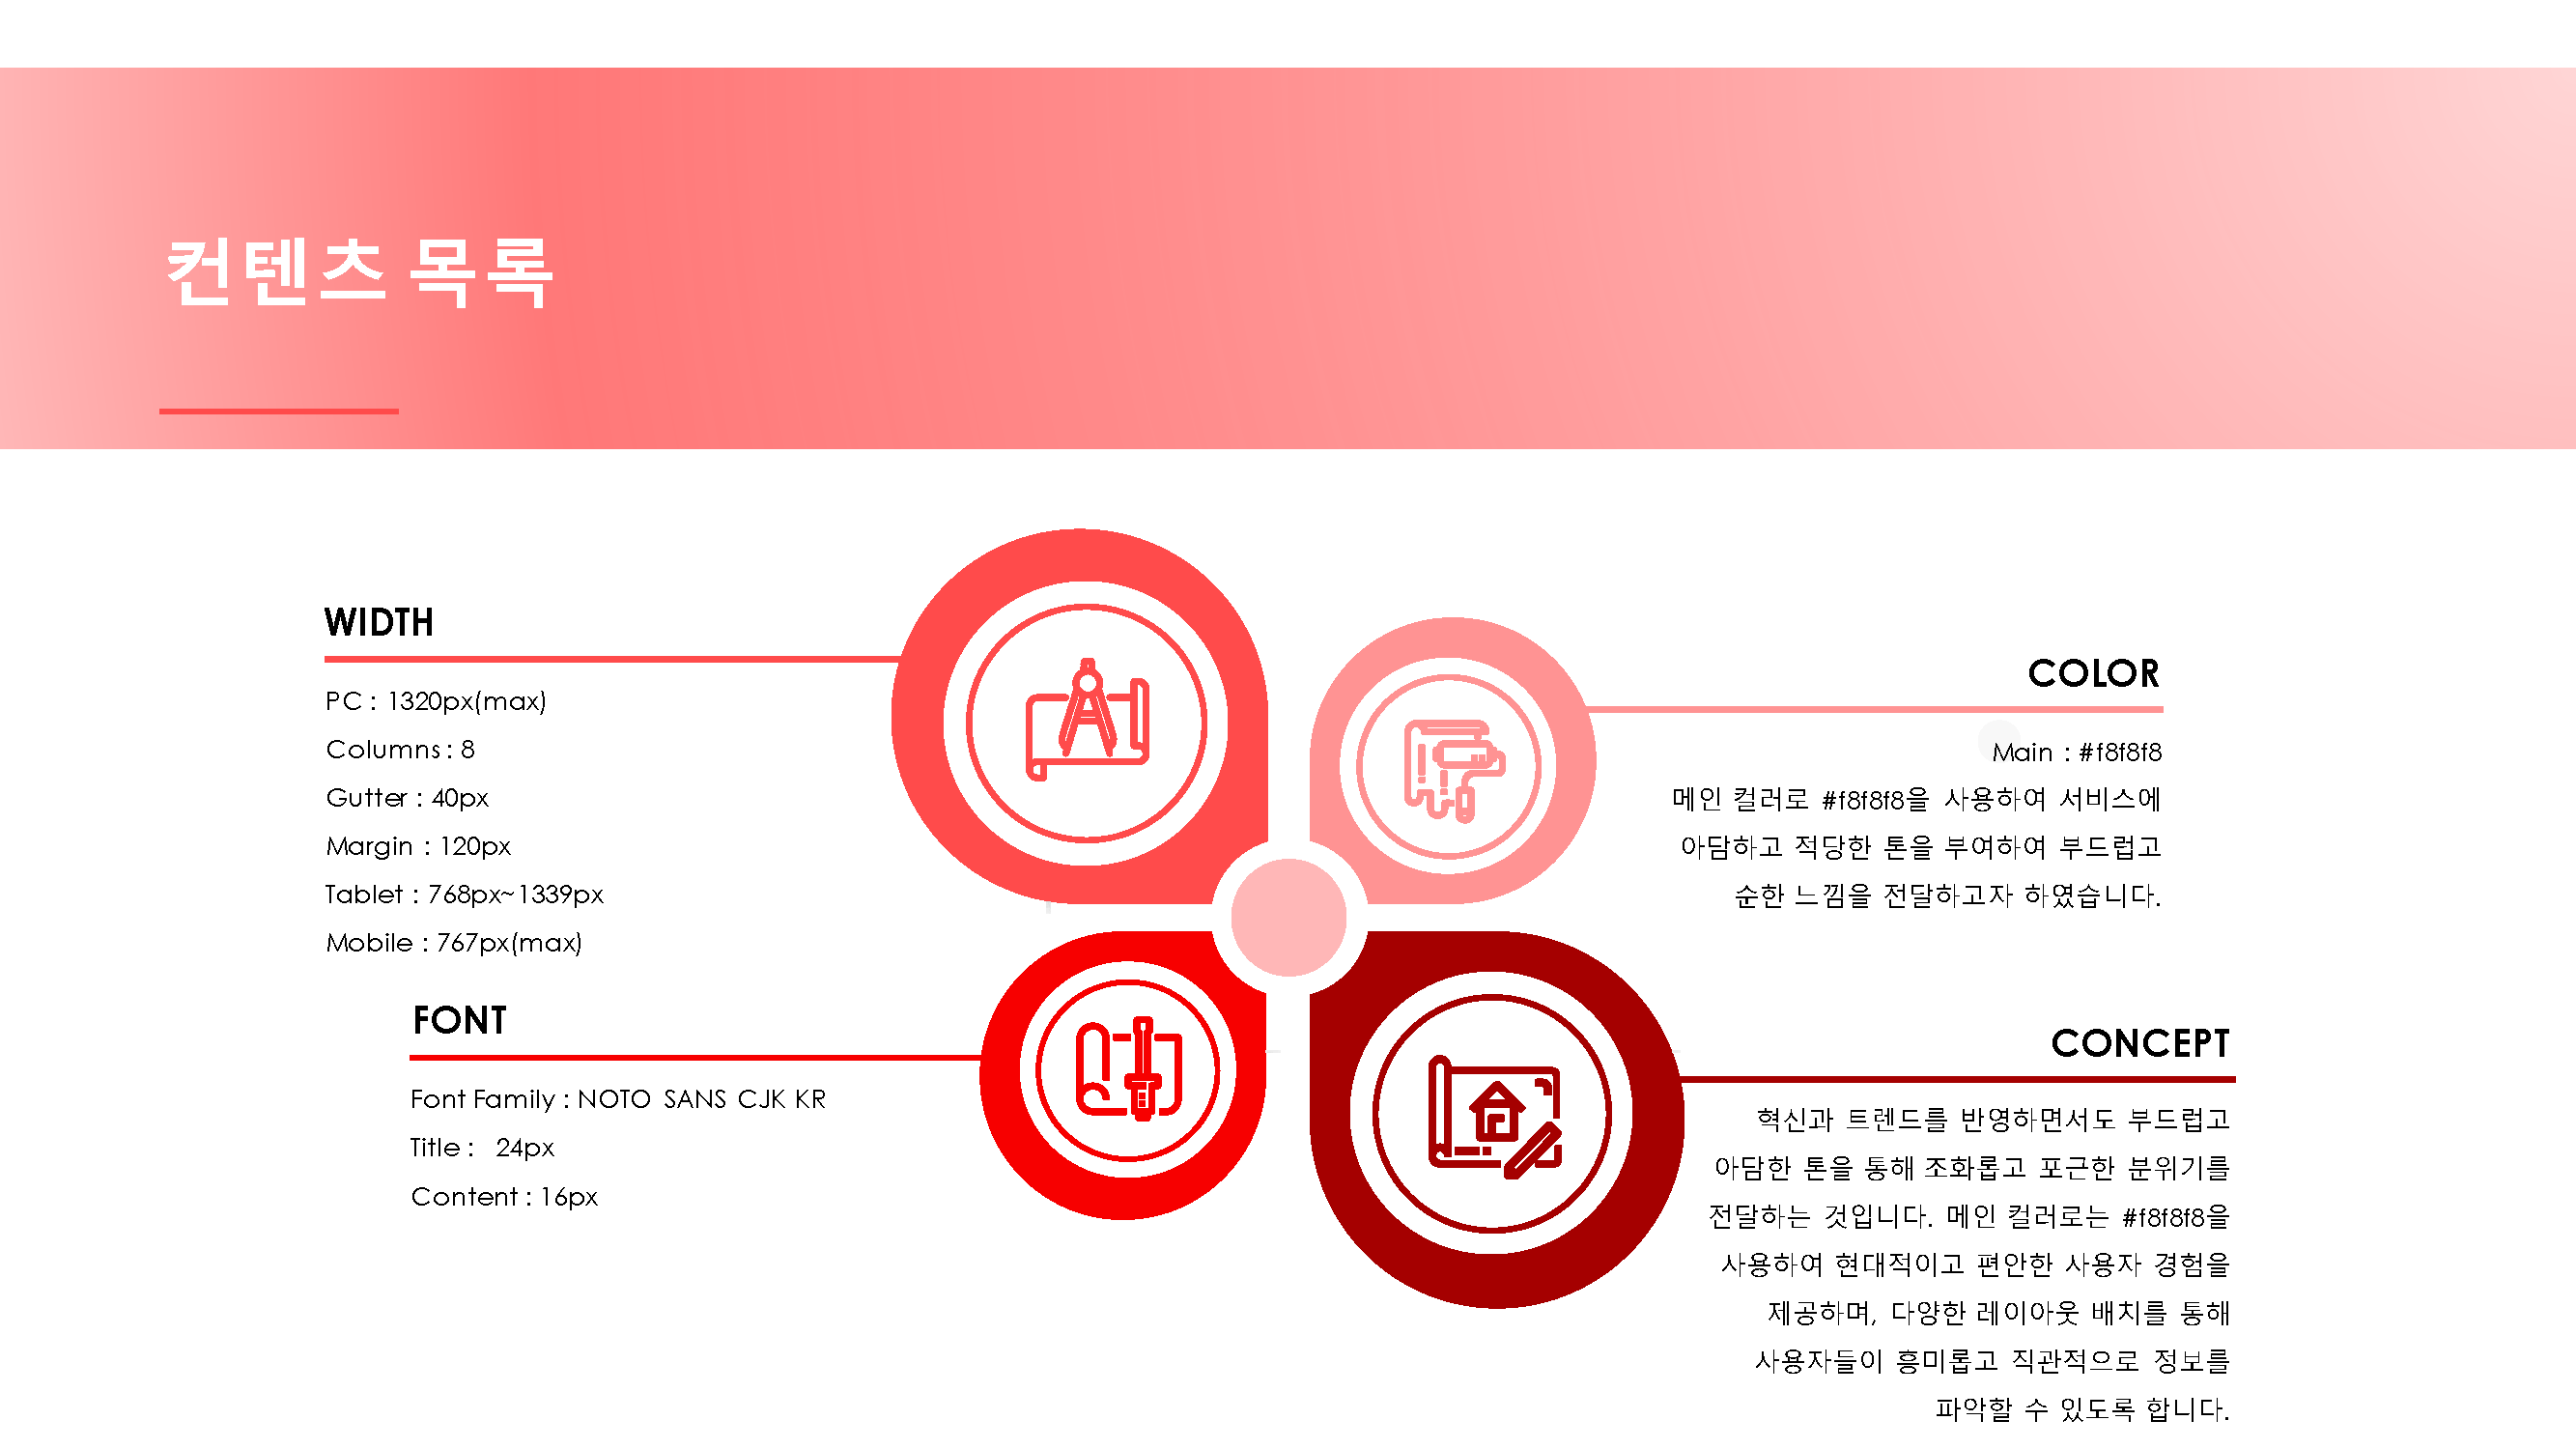 컨텐츠 목록
WIDTH
PC : 1320px(max)
Columns : 8
Gutter : 40px
Margin : 120px
Tablet : 768px~1339px
Mobile : 767px(max)
FONT
Font Family : NOTO SANS CJK KR
Title : 24px
Content : 16px
COLOR
Main : #f8f8f8
메인 컬러로 #f8f8f8을 사용하여 서비스에
아담하고 적당한 톤을 부여하여 부드럽고
순한 느낌을 전달하고자 하였습니다.
CONCEPT
혁신과 트렌드를 반영하면서도 부드럽고
아담한 톤을 통해 조화롭고 포근한 분위기를
전달하는 것입니다. 메인 컬러로는 #f8f8f8을
사용하여 현대적이고 편안한 사용자 경험을
제공하며, 다양한 레이아웃 배치를 통해
사용자들이 흥미롭고 직관적으로 정보를
파악할 수 있도록 합니다.